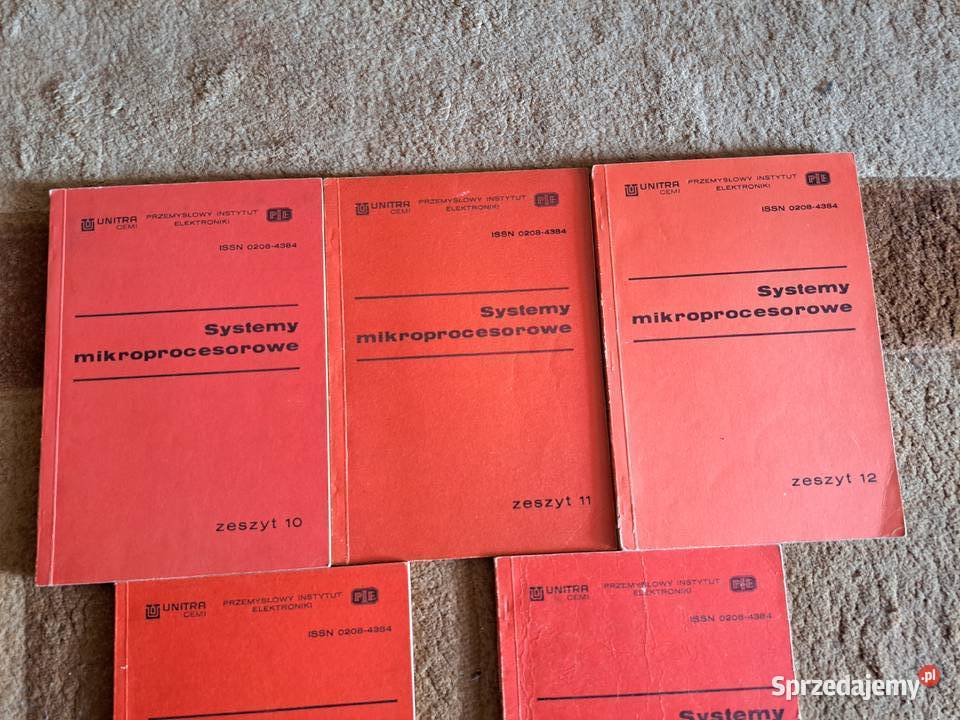 UNITRA
CEMI
PRZEMYSŁOWY INSTYTUT
ELEKTRONIKI
PIE
ISSN 0208-4384
Systemy
mikroprocesorowe
zeszyt 10
UNITRA
CEMI
PRZEMYSŁOWY INSTYTUT
ELEKTRONIKI
PIE
ISSN 0208-4384
Systemy
mikroprocesorowe
zeszyt 11
UNITRA
CEMI
PRZEMYSŁOWY INSTYTUT
ELEKTRONIKI
PIE
ISSN 0208-4384
Systemy
mikroprocesorowe
zeszyt 12
UNITRA
CEMI
PRZEMYSŁOWY INSTYTUT
ELEKTRONIKI
PIE
ISSN 0208-4384
UNITRA
CEMI
PRZEMYSŁOWY INSTYTUT
ELEKTRONIKI
PIE
ISSN 0208-4384
Systemy
Sprzedajemy.pl